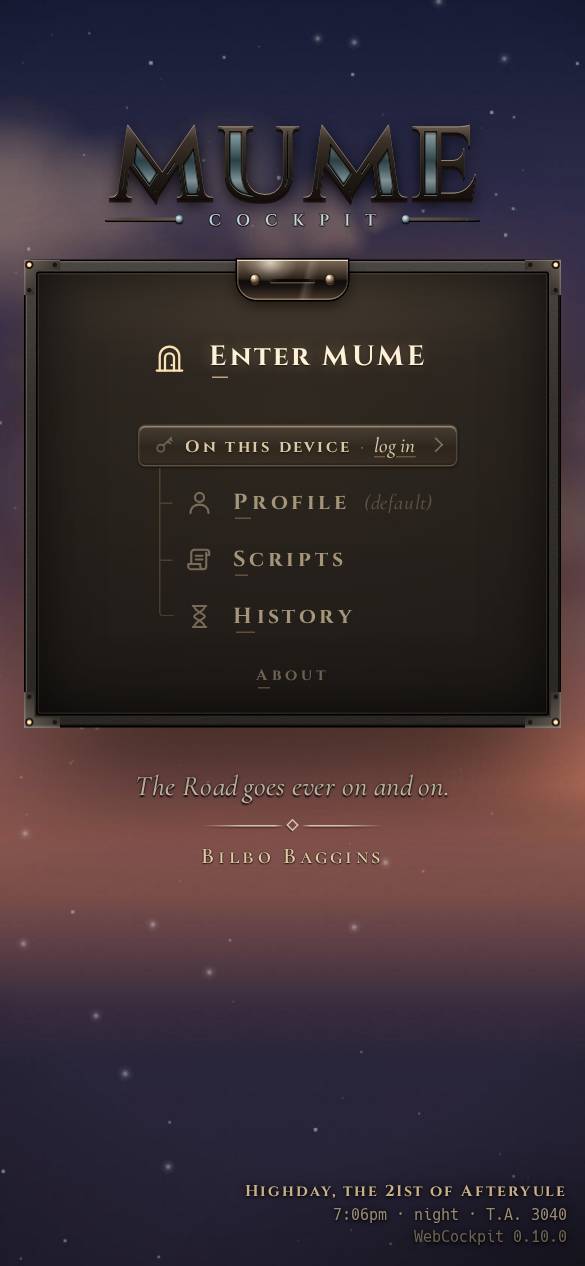 MUME
COCKPIT
Enter MUME
On this device · log in
Profile (default)
Scripts
History
About
The Road goes ever on and on.
Bilbo Baggins
Highday, the 21st of Afteryule
7:06pm · night · T.A. 3040
WebCockpit 0.10.0